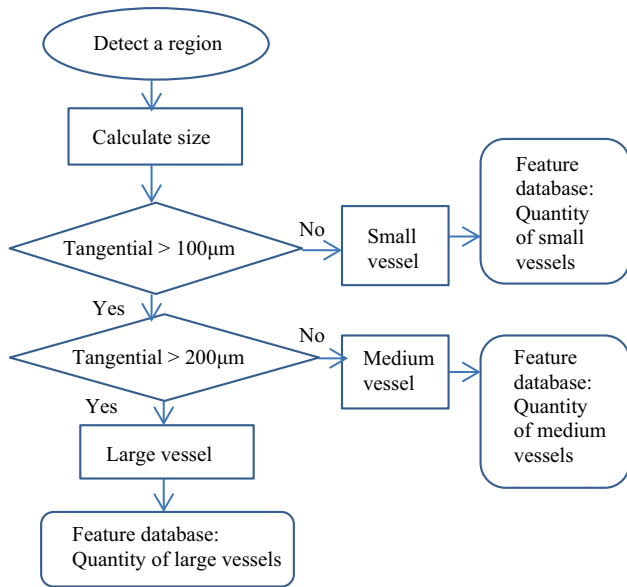 Detect a region
Calculate size
Tangential > 100μm
No
Small
vessel
Feature
database:
Quantity
of small
vessels
Yes
Tangential > 200μm
No
Medium
vessel
Feature
database:
Quantity
of medium
vessels
Yes
Large vessel
Feature database:
Quantity of large vessels